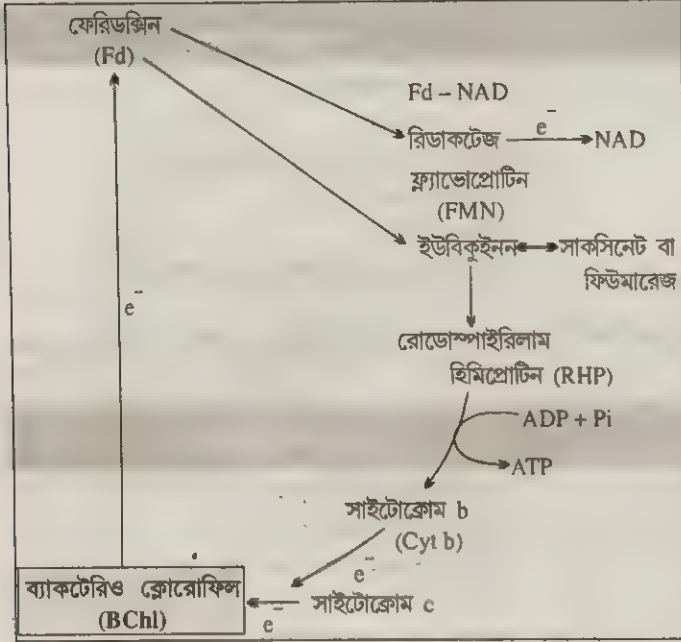 ফেরিডক্সিন
(Fd)
Fd – NAD
রিডাকটেজ
e⁻
NAD
ফ্ল্যাভোপ্রোটিন
(FMN)
ইউবিকুইনন
সাকসিনেট বা
ফিউমারেজ
e⁻
রোডোস্পাইরিলাম
হিমিপ্রোটিন (RHP)
ADP + Pi
ATP
সাইটোক্রোম b
(Cyt b)
e⁻
ব্যাকটেরিও ক্লোরোফিল
(BChl)
e⁻
সাইটোক্রোম c